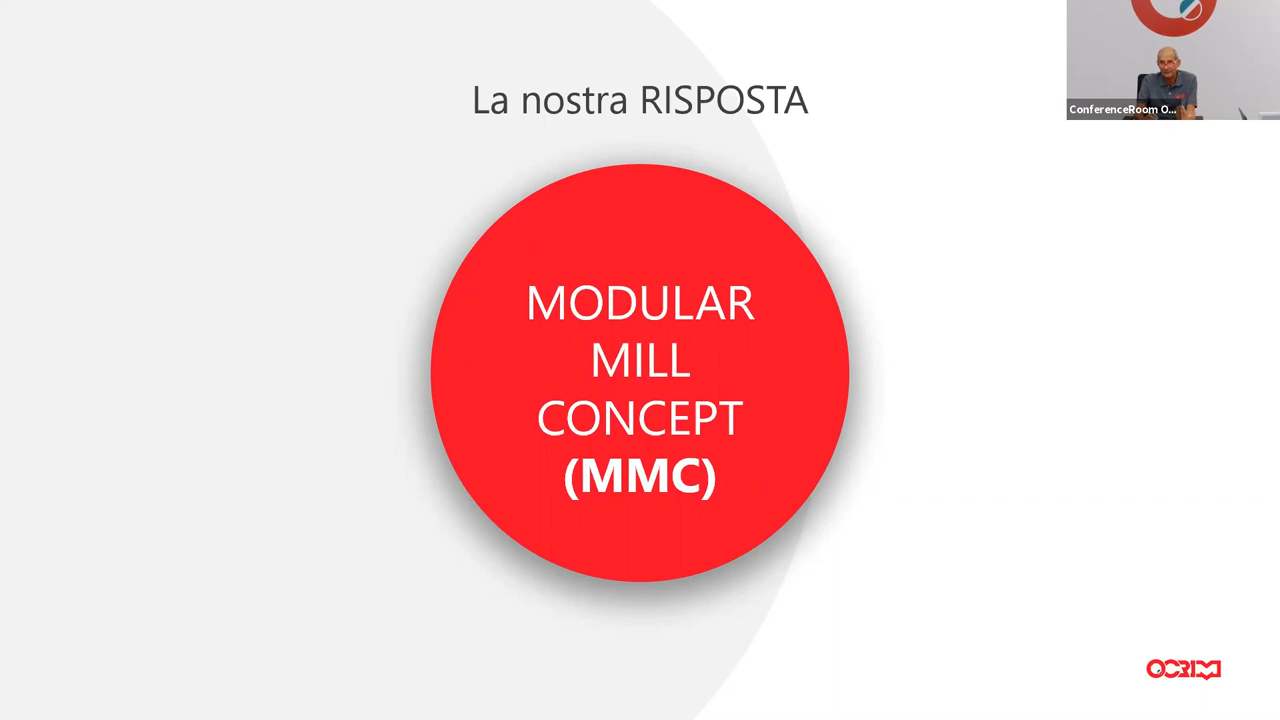 La nostra RISPOSTA
ConferenceRoom O...
MODULAR
MILL
CONCEPT
(MMC)
OCRIM